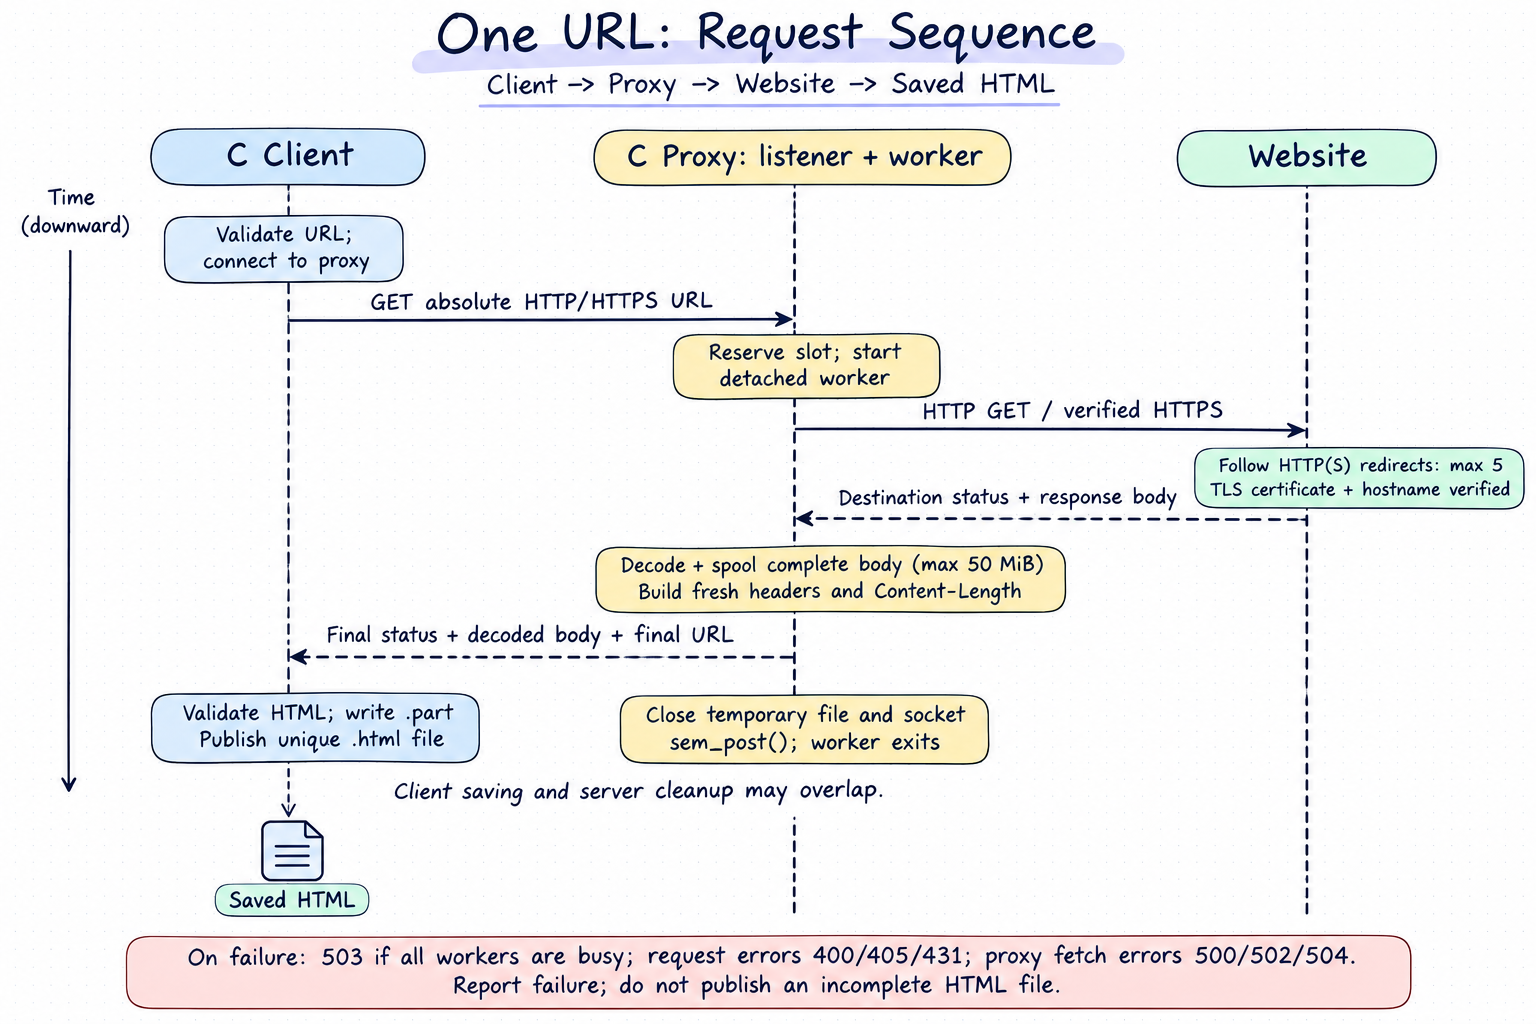 One URL: Request Sequence
Client -> Proxy -> Website -> Saved HTML
C Client
C Proxy: listener + worker
Website
Time
(downward)
Validate URL;
connect to proxy
GET absolute HTTP/HTTPS URL
Reserve slot; start
detached worker
HTTP GET / verified HTTPS
Follow HTTP(S) redirects: max 5
TLS certificate + hostname verified
Destination status + response body
Decode + spool complete body (max 50 MiB)
Build fresh headers and Content-Length
Final status + decoded body + final URL
Validate HTML; write .part
Publish unique .html file
Close temporary file and socket
sem_post(); worker exits
Client saving and server cleanup may overlap.
Saved HTML
On failure: 503 if all workers are busy; request errors 400/405/431; proxy fetch errors 500/502/504.
Report failure; do not publish an incomplete HTML file.